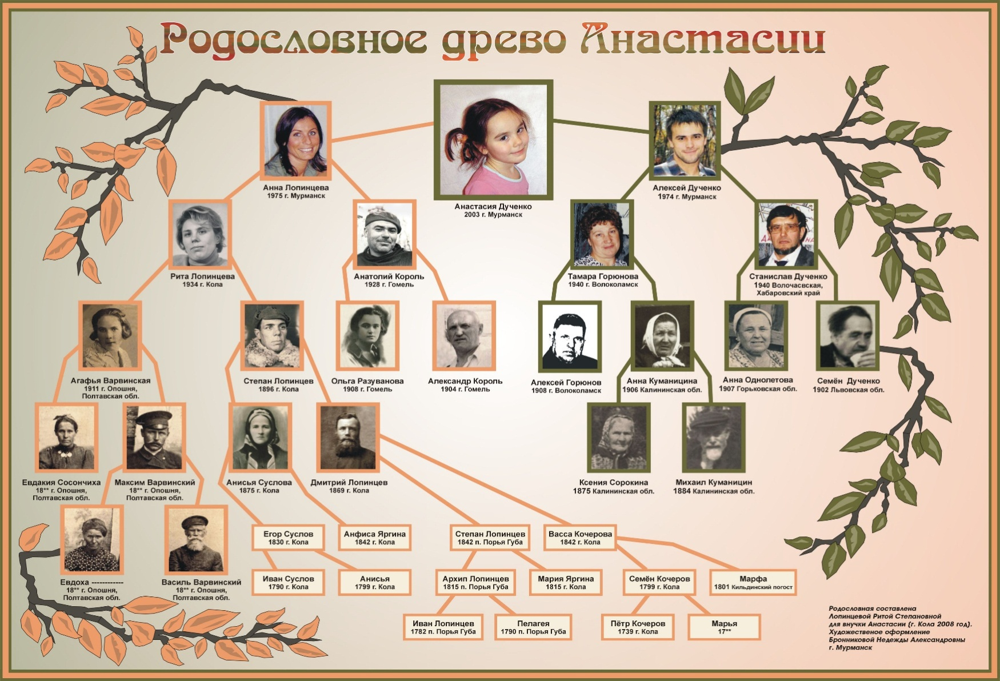 Родословное древо Анастасии
Анна Лопинцева
1975 г. Мурманск
Анастасия Дученко
2003 г. Мурманск
Алексей Дученко
1974 г. Мурманск
Рита Лопинцева
1934 г. Кола
Анатолий Король
1928 г. Гомель
Тамара Горюнова
1940 г. Волоколамск
Станислав Дученко
1940 Волочаевская,
Хабаровский край
Агафья Варвинская
1911 г. Опошня,
Полтавская обл.
Степан Лопинцев
1896 г. Кола
Ольга Разуванова
1908 г. Гомель
Александр Король
1904 г. Гомель
Алексей Горюнов
1908 г. Волоколамск
Анна Куманицина
1906 Калининская обл.
Анна Однолетова
1907 Горьковская обл.
Семён Дученко
1902 Львовская обл.
Евдакия Сосончиха
18** г. Опошня,
Полтавская обл.
Максим Варвинский
18** г. Опошня,
Полтавская обл.
Анисья Суслова
1875 г. Кола
Дмитрий Лопинцев
1869 г. Кола
Ксения Сорокина
1875 Калининская обл.
Михаил Куманицин
1884 Калининская обл.
Евдоха ------------
18** г. Опошня,
Полтавская обл.
Василь Варвинский
18** г. Опошня,
Полтавская обл.
Егор Суслов
1830 г. Кола
Анфиса Яргина
1842 г. Кола
Степан Лопинцев
1842 п. Порья Губа
Васса Кочерова
1842 г. Кола
Иван Суслов
1790 г. Кола
Анисья
1799 г. Кола
Архип Лопинцев
1815 п. Порья Губа
Мария Яргина
1815 г. Кола
Семён Кочеров
1799 г. Кола
Марфа
1801 Кильдинский погост
Иван Лопинцев
1782 п. Порья Губа
Пелагея
1790 п. Порья Губа
Пётр Кочеров
1739 г. Кола
Марья
17**
Родословная составлена
Лопинцевой Ритой Степановной
для внучки Анастасии (г. Кола 2008 год).
Художественое оформление
Бронниковой Недежды Александровны
г. Мурманск